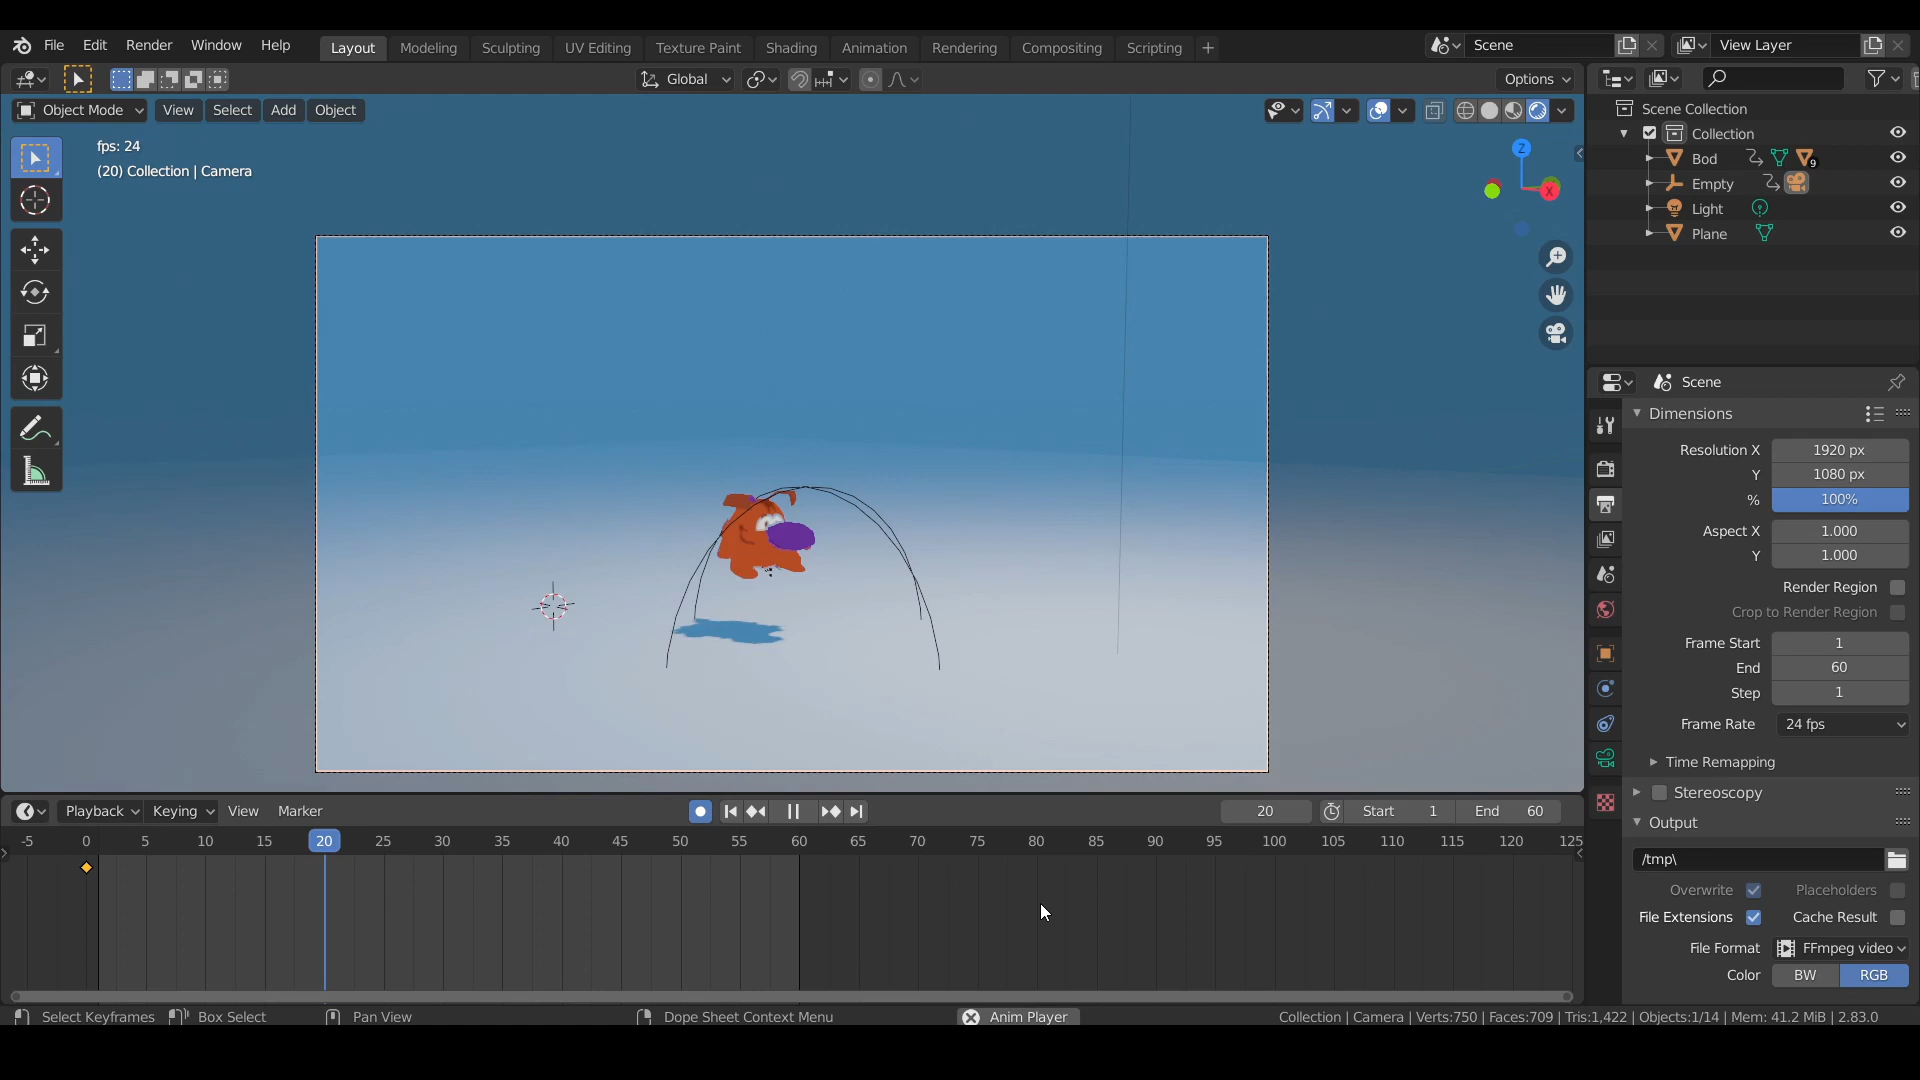 File Edit Render Window Help Layout Modeling Sculpting UV Editing Texture Paint Shading Animation Rendering Compositing Scripting + Scene View Layer
Global Options
Object Mode View Select Add Object
fps: 24
(20) Collection | Camera
Z
X
Scene Collection
Collection
Bod 9
Empty
Light
Plane
Scene
Dimensions
Resolution X 1920 px
Y 1080 px
% 100%
Aspect X 1.000
Y 1.000
Render Region
Crop to Render Region
Frame Start 1
End 60
Step 1
Frame Rate 24 fps
Time Remapping
Stereoscopy
Output
/tmp\
Overwrite Placeholders
File Extensions Cache Result
File Format FFmpeg video
Color BW RGB
Playback Keying View Marker 20 Start 1 End 60
-5 0 5 10 15 20 25 30 35 40 45 50 55 60 65 70 75 80 85 90 95 100 105 110 115 120 125
Select Keyframes Box Select Pan View Dope Sheet Context Menu Anim Player Collection | Camera | Verts:750 | Faces:709 | Tris:1,422 | Objects:1/14 | Mem: 41.2 MiB | 2.83.0